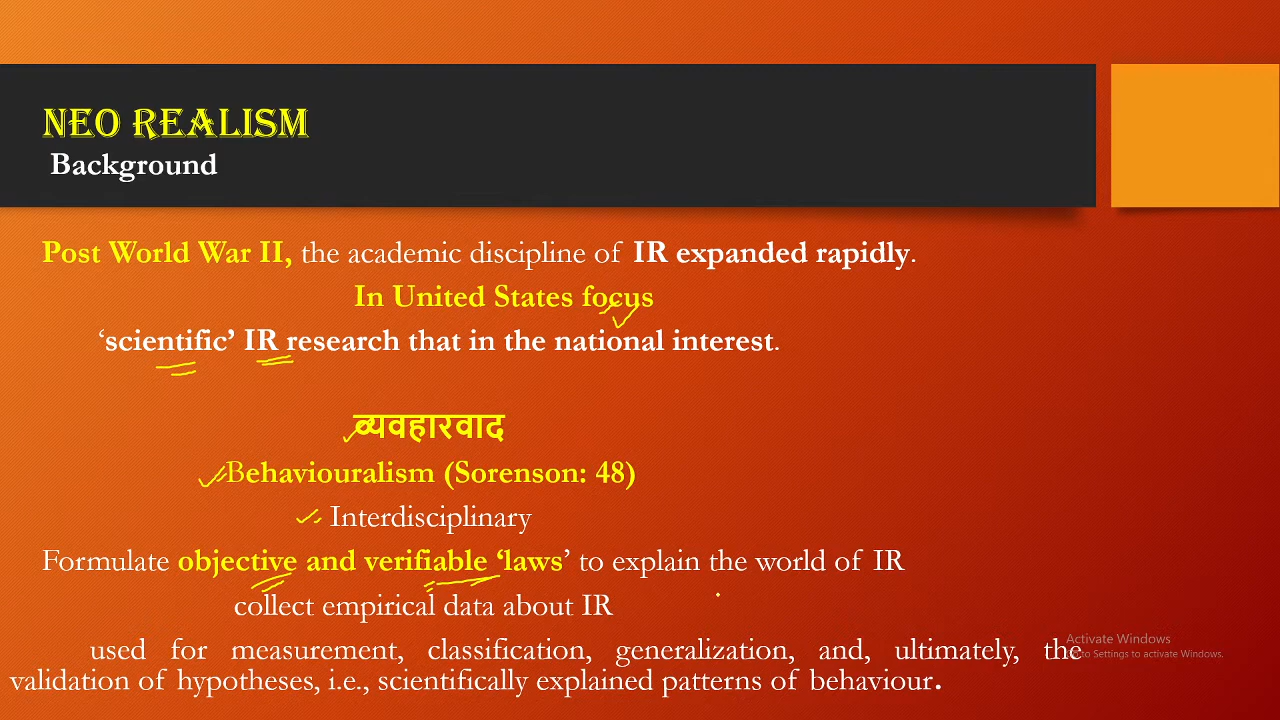 NEO REALISM
Background
Post World War II, the academic discipline of IR expanded rapidly.
In United States focus
‘scientific’ IR research that in the national interest.
व्यवहारवाद
Behaviouralism (Sorenson: 48)
Interdisciplinary
Formulate objective and verifiable ‘laws’ to explain the world of IR
collect empirical data about IR
used for measurement, classification, generalization, and, ultimately, the
validation of hypotheses, i.e., scientifically explained patterns of behaviour.
Activate Windows
to Settings to activate Windows.